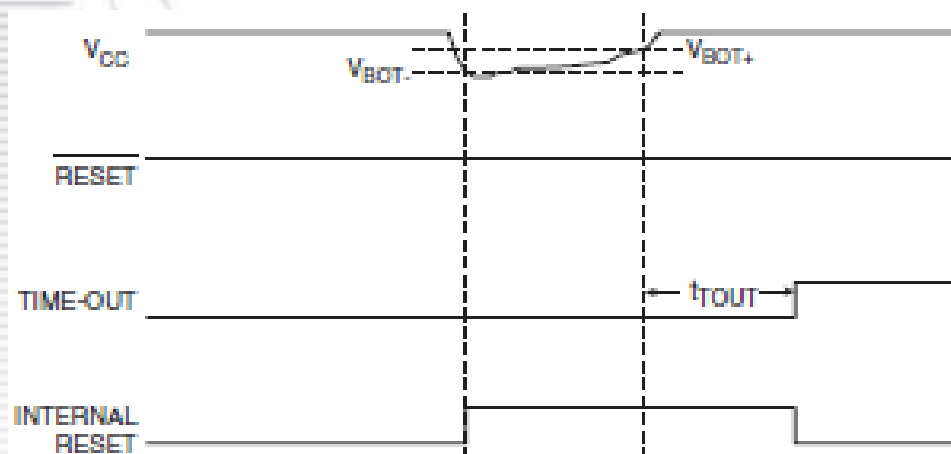 VCC
VBOT-
VBOT+
RESET
TIME-OUT
tTOUT
INTERNAL
RESET